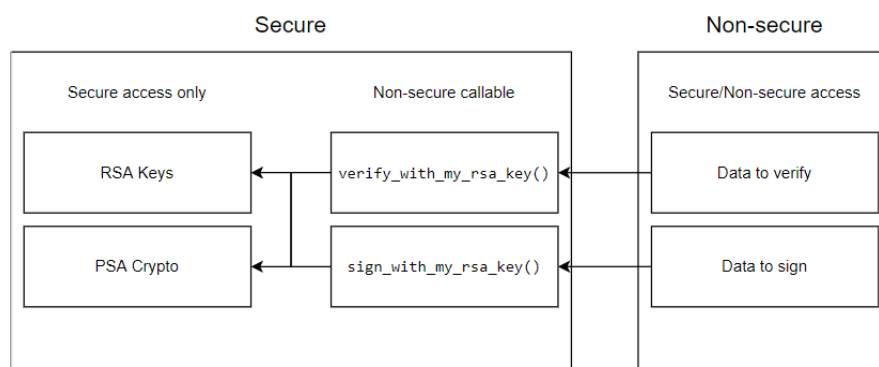 Secure
Non-secure
Secure access only
Non-secure callable
Secure/Non-secure access
RSA Keys
verify_with_my_rsa_key()
Data to verify
PSA Crypto
sign_with_my_rsa_key()
Data to sign